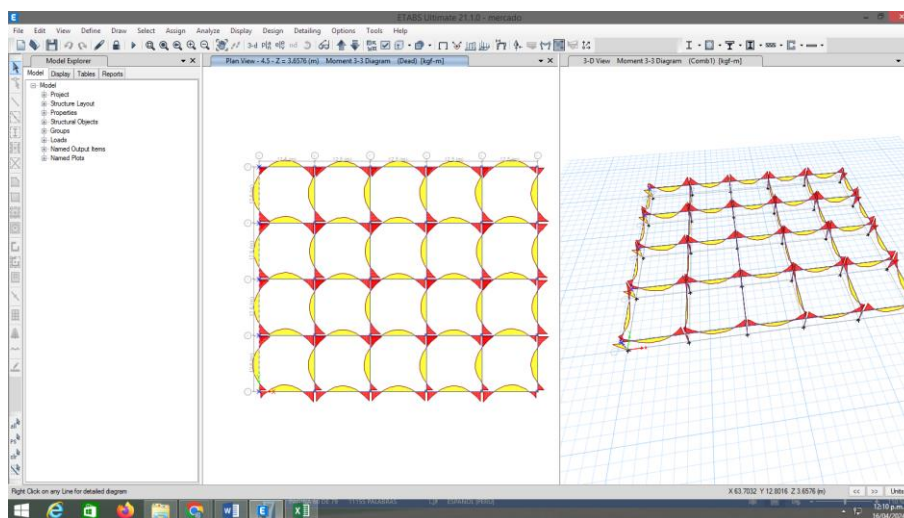 ETABS Ultimate 21.1.0 - mercado
File Edit View Define Draw Select Assign Analyze Display Design Detailing Options Tools Help
Model Explorer
Model Display Tables Reports
Model
Project
Structure Layout
Properties
Structural Objects
Groups
Loads
Named Output Items
Named Plots
Plan View - 4.5 - Z = 3.6576 (m) Moment 3-3 Diagram (Dead) [kgf-m]
3-D View Moment 3-3 Diagram (Comb1) [kgf-m]
Right Click on any Line for detailed diagram
X 63.7032 Y 12.8016 Z 3.6576 (m)
Units
12:10 p.m.